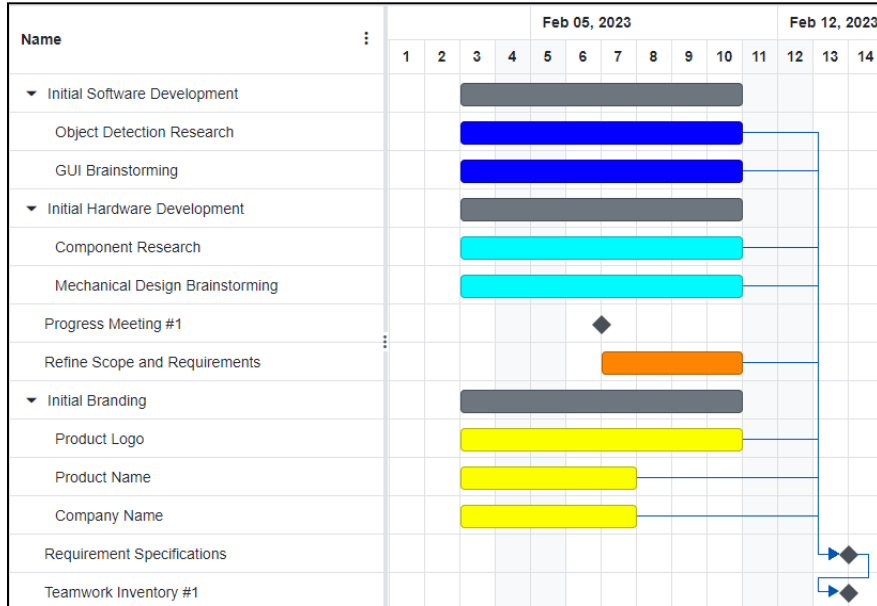 Name
Feb 05, 2023
Feb 12, 2023
1 2 3 4 5 6 7 8 9 10 11 12 13 14
Initial Software Development
Object Detection Research
GUI Brainstorming
Initial Hardware Development
Component Research
Mechanical Design Brainstorming
Progress Meeting #1
Refine Scope and Requirements
Initial Branding
Product Logo
Product Name
Company Name
Requirement Specifications
Teamwork Inventory #1